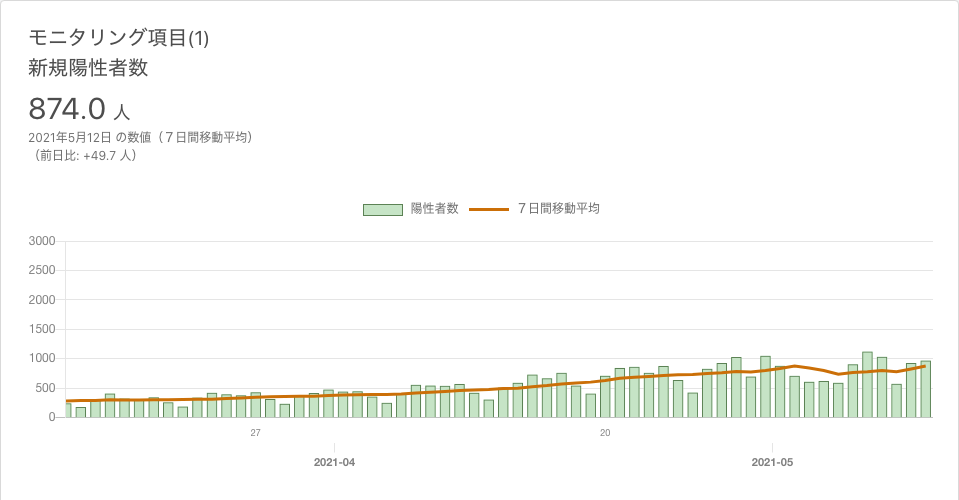 モニタリング項目(1)
新規陽性者数
874.0 人
2021年5月12日 の数値（７日間移動平均）
（前日比: +49.7 人）
陽性者数 ７日間移動平均
3000
2500
2000
1500
1000
500
0
27 20
2021-04 2021-05